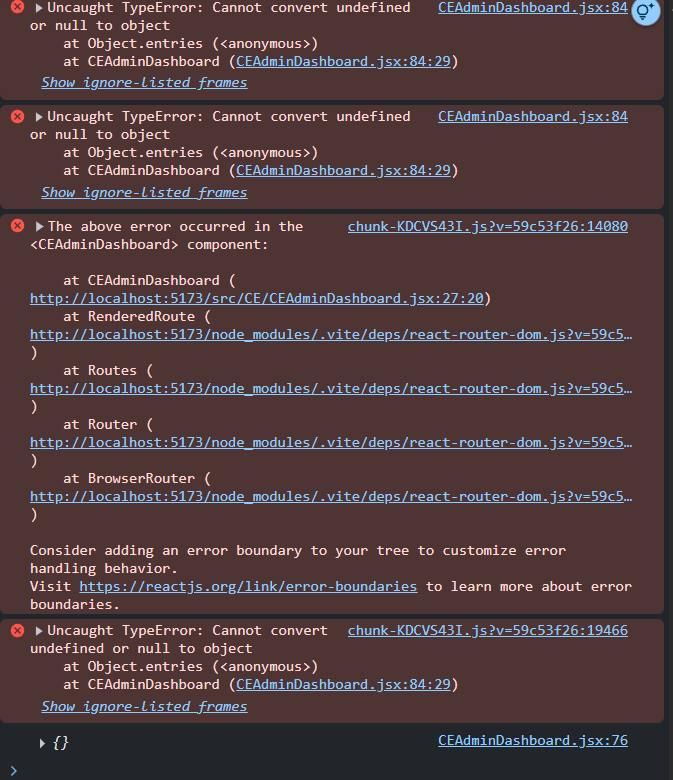 Uncaught TypeError: Cannot convert undefined CEAdminDashboard.jsx:84
or null to object
at Object.entries (<anonymous>)
at CEAdminDashboard (CEAdminDashboard.jsx:84:29)
Show ignore-listed frames
Uncaught TypeError: Cannot convert undefined CEAdminDashboard.jsx:84
or null to object
at Object.entries (<anonymous>)
at CEAdminDashboard (CEAdminDashboard.jsx:84:29)
Show ignore-listed frames
The above error occurred in the chunk-KDCVS43I.js?v=59c53f26:14080
<CEAdminDashboard> component:
at CEAdminDashboard (
http://localhost:5173/src/CE/CEAdminDashboard.jsx:27:20)
at RenderedRoute (
http://localhost:5173/node_modules/.vite/deps/react-router-dom.js?v=59c5…
)
at Routes (
http://localhost:5173/node_modules/.vite/deps/react-router-dom.js?v=59c5…
)
at Router (
http://localhost:5173/node_modules/.vite/deps/react-router-dom.js?v=59c5…
)
at BrowserRouter (
http://localhost:5173/node_modules/.vite/deps/react-router-dom.js?v=59c5…
)
Consider adding an error boundary to your tree to customize error
handling behavior.
Visit https://reactjs.org/link/error-boundaries to learn more about error
boundaries.
Uncaught TypeError: Cannot convert chunk-KDCVS43I.js?v=59c53f26:19466
undefined or null to object
at Object.entries (<anonymous>)
at CEAdminDashboard (CEAdminDashboard.jsx:84:29)
Show ignore-listed frames
{} CEAdminDashboard.jsx:76